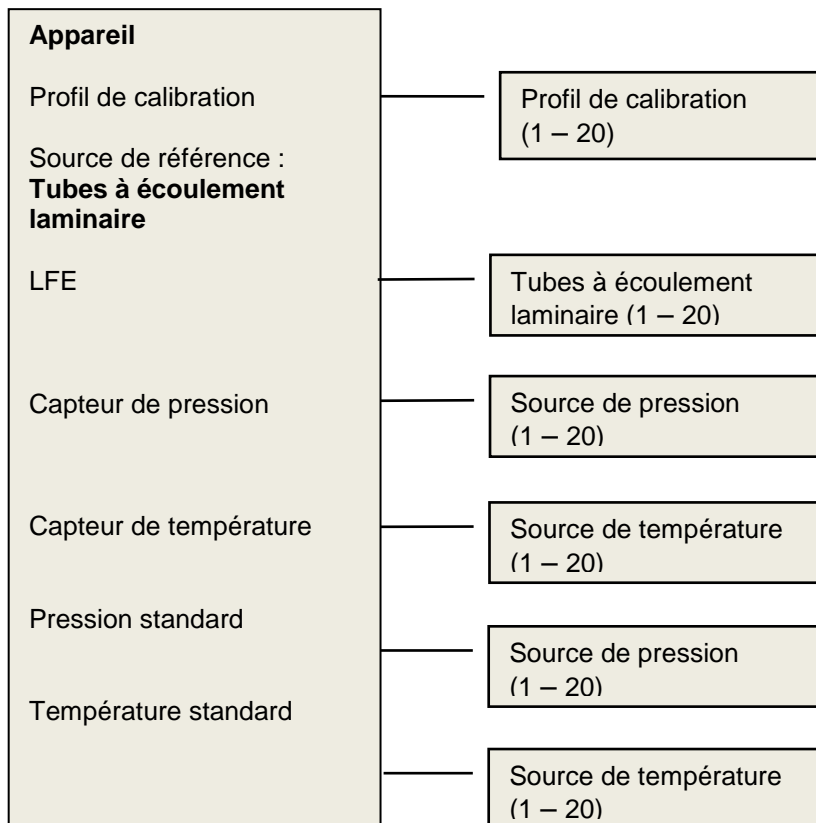 Appareil
Profil de calibration
Source de référence :
Tubes à écoulement
laminaire
LFE
Capteur de pression
Capteur de température
Pression standard
Température standard
Profil de calibration
(1 – 20)
Tubes à écoulement
laminaire (1 – 20)
Source de pression
(1 – 20)
Source de température
(1 – 20)
Source de pression
(1 – 20)
Source de température
(1 – 20)